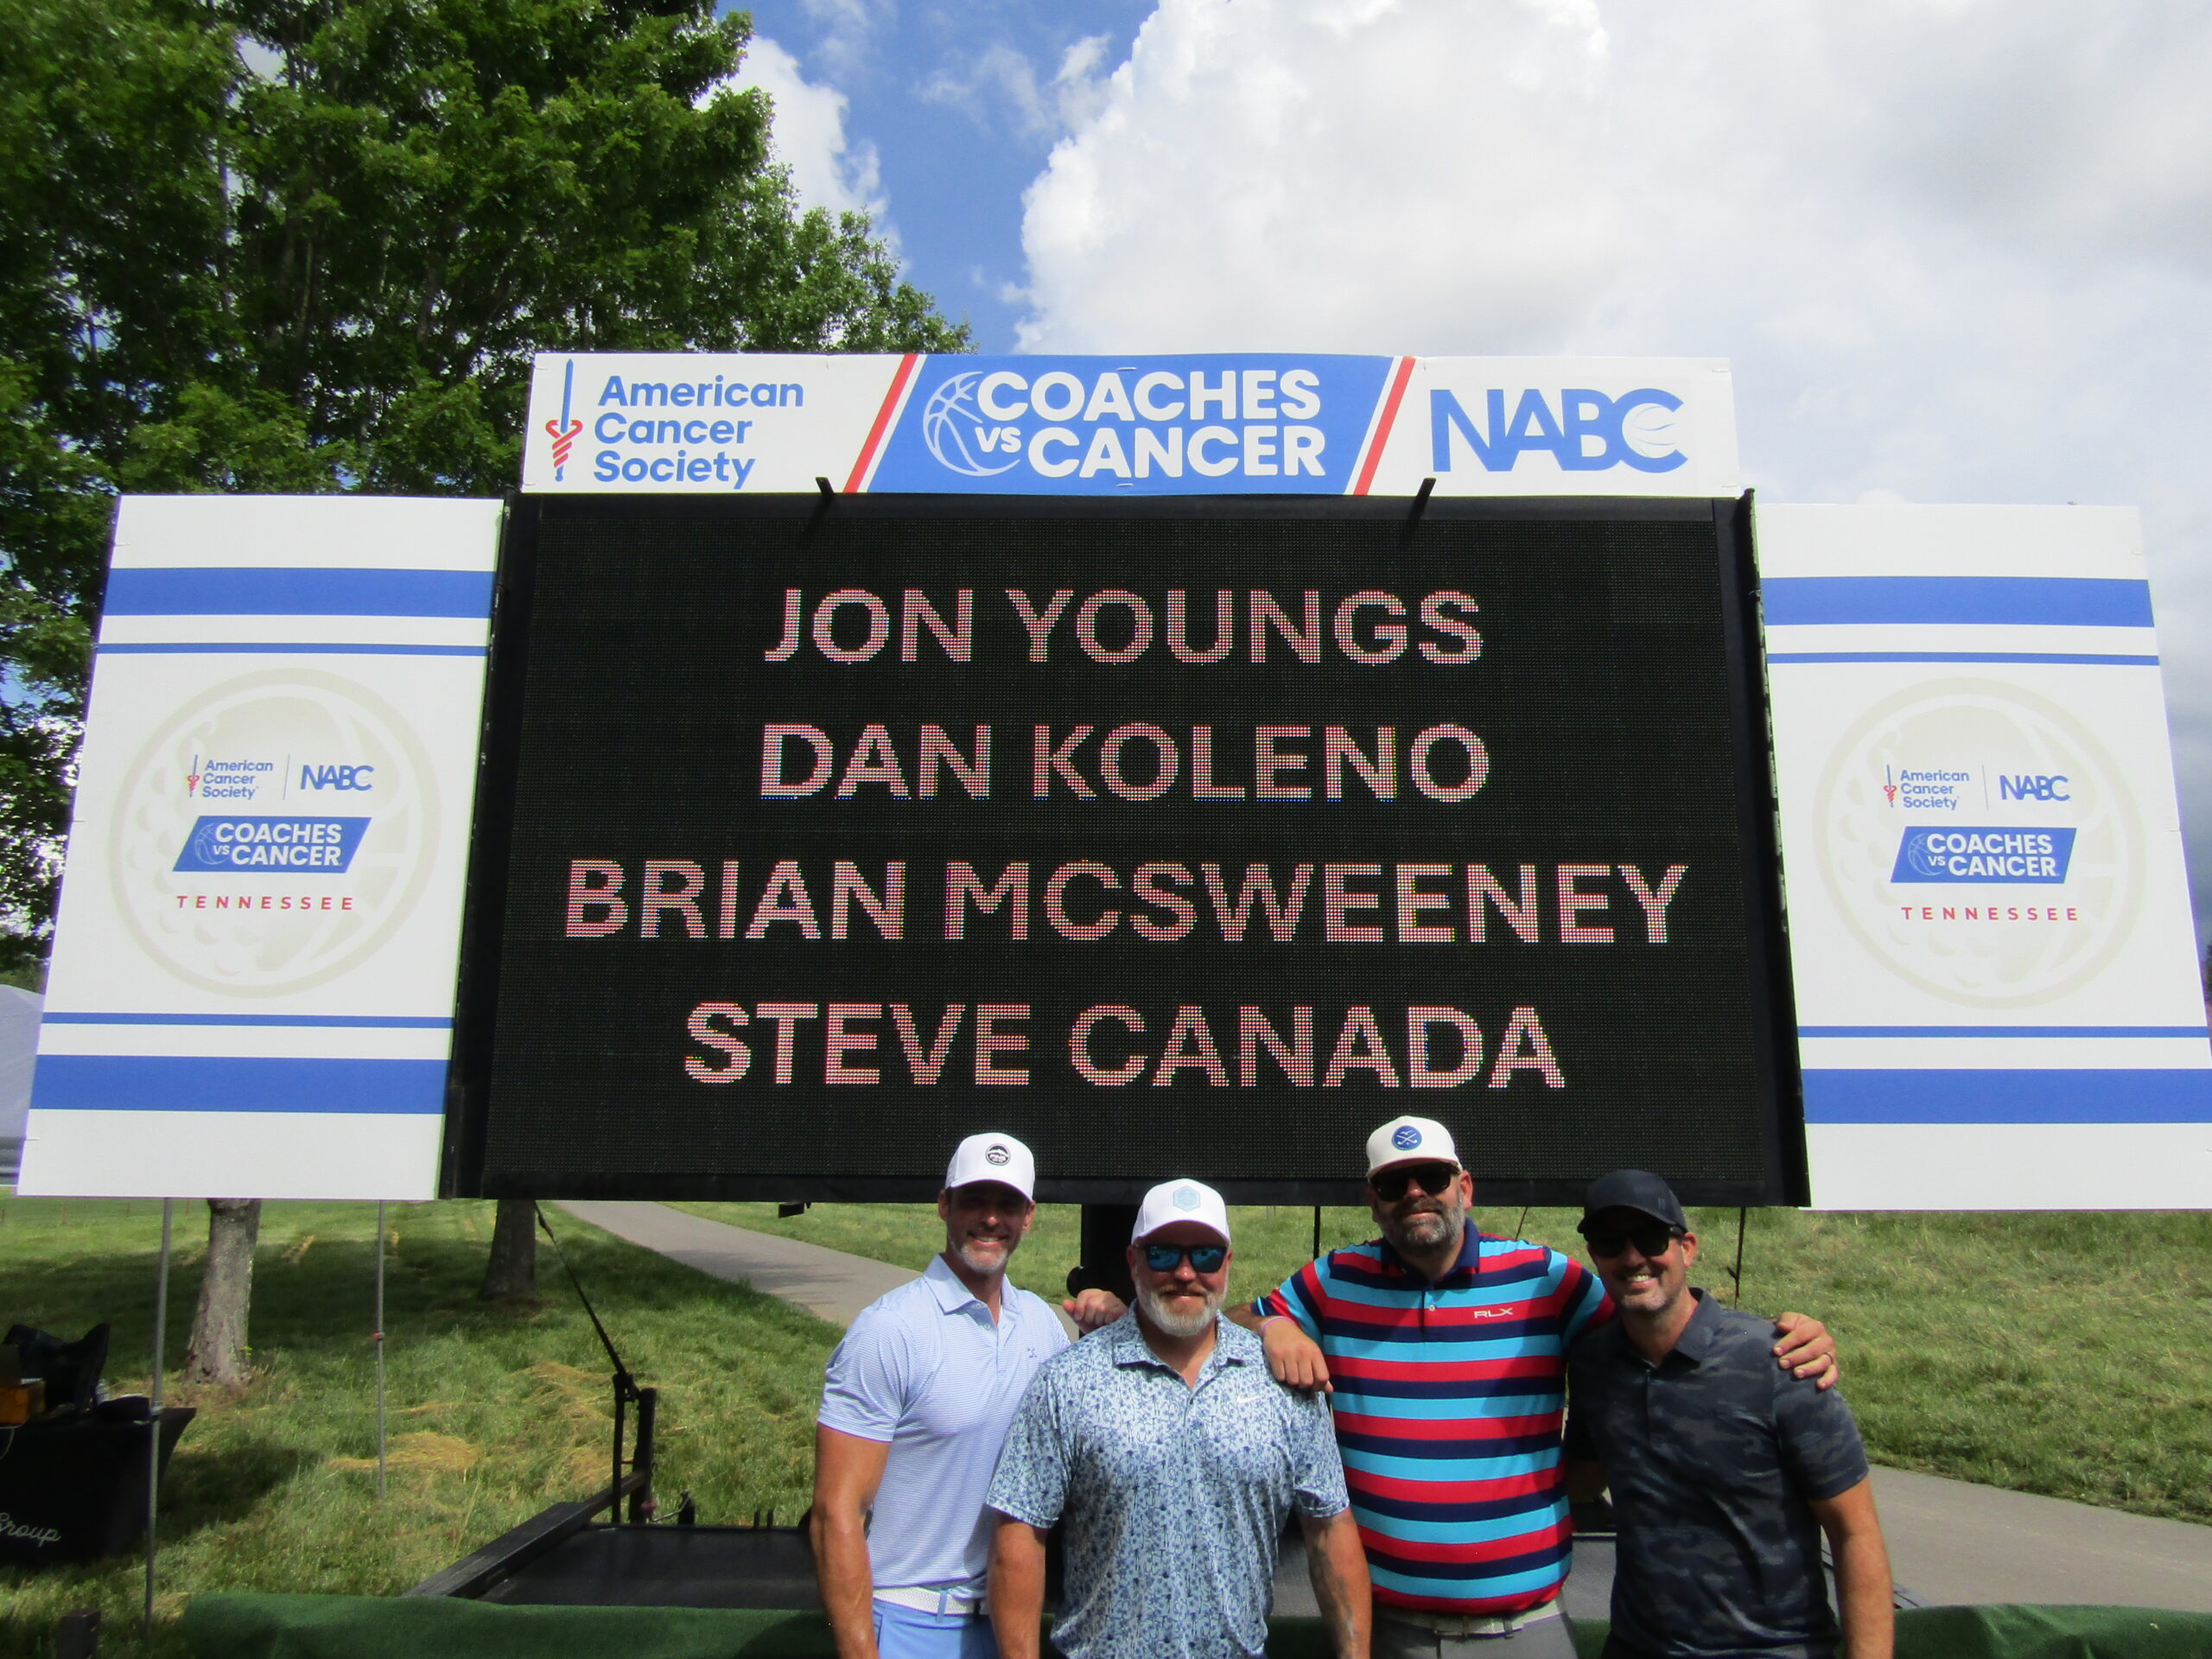 American
Cancer
Society
COACHES
VS CANCER
NABC
JON YOUNGS
DAN KOLENO
BRIAN MCSWEENEY
STEVE CANADA
American
Cancer
Society
NABC
COACHES
VS CANCER
TENNESSEE
American
Cancer
Society
NABC
COACHES
VS CANCER
TENNESSEE
RLX
Group